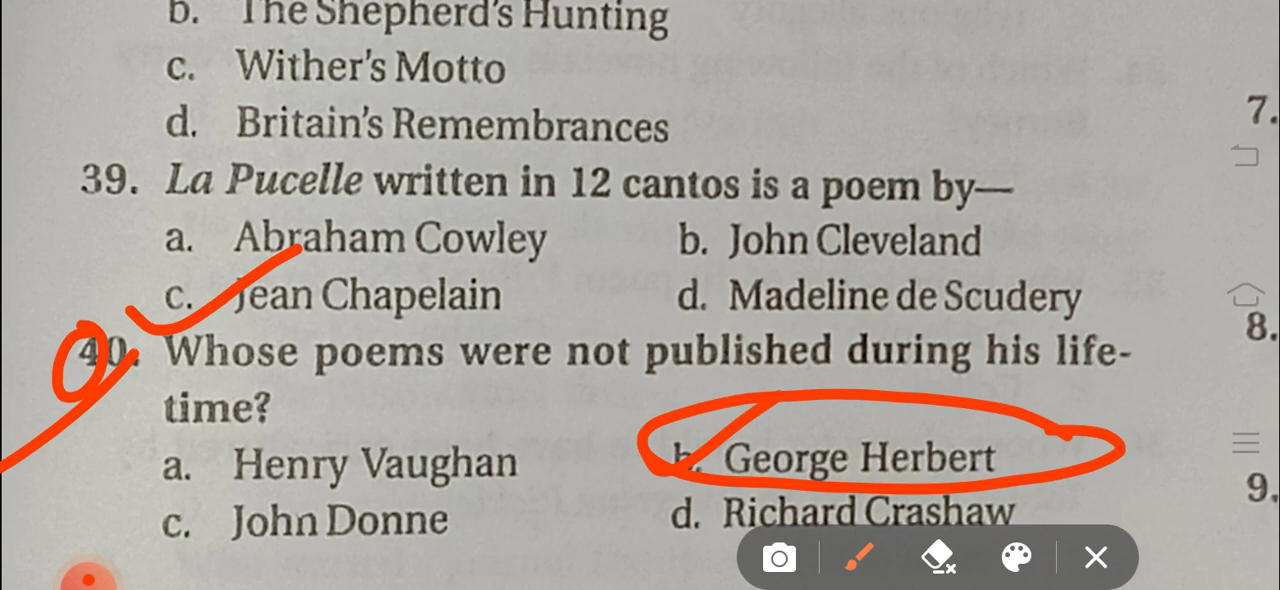 b. The Shepherd's Hunting
c. Wither's Motto
d. Britain's Remembrances
39. La Pucelle written in 12 cantos is a poem by—
a. Abraham Cowley b. John Cleveland
c. Jean Chapelain d. Madeline de Scudery
40. Whose poems were not published during his life-
time?
a. Henry Vaughan b. George Herbert
c. John Donne d. Richard Crashaw
7.
8.
9.